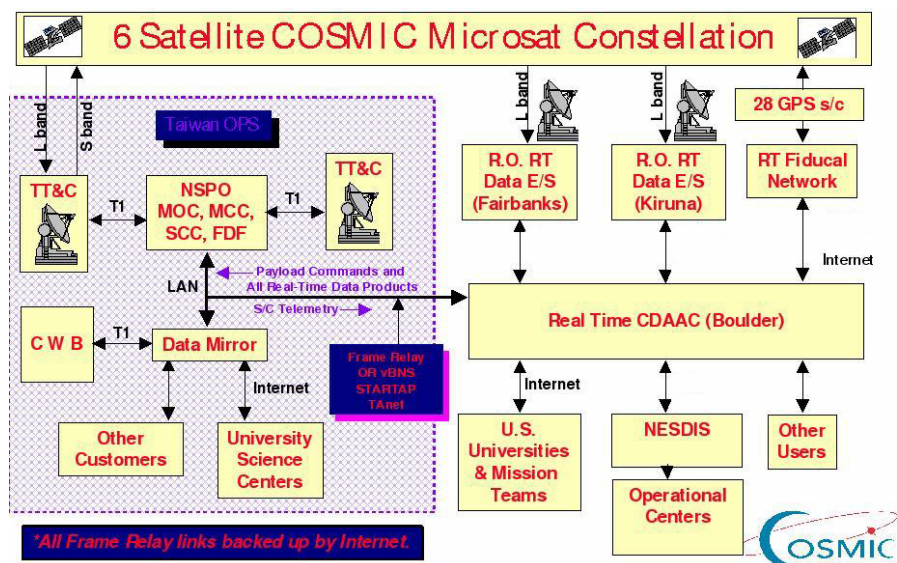 6 Satellite COSMIC Microsat Constellation
L band
S band
L band
L band
28 GPS s/c
Taiwan OPS
TT&C
T1
NSPO
MOC, MCC,
SCC, FDF
T1
TT&C
R.O. RT
Data E/S
(Fairbanks)
R.O. RT
Data E/S
(Kiruna)
RT Fiducal
Network
Internet
LAN
Payload Commands and
All Real-Time Data Products
S/C Telemetry
Real Time CDAAC (Boulder)
C W B
T1
Data Mirror
Frame Relay
OR vBNS
STARTAP
TAnet
Internet
Internet
Other
Customers
University
Science
Centers
U.S.
Universities
& Mission
Teams
NESDIS
Other
Users
Operational
Centers
*All Frame Relay links backed up by Internet.
COSMIC